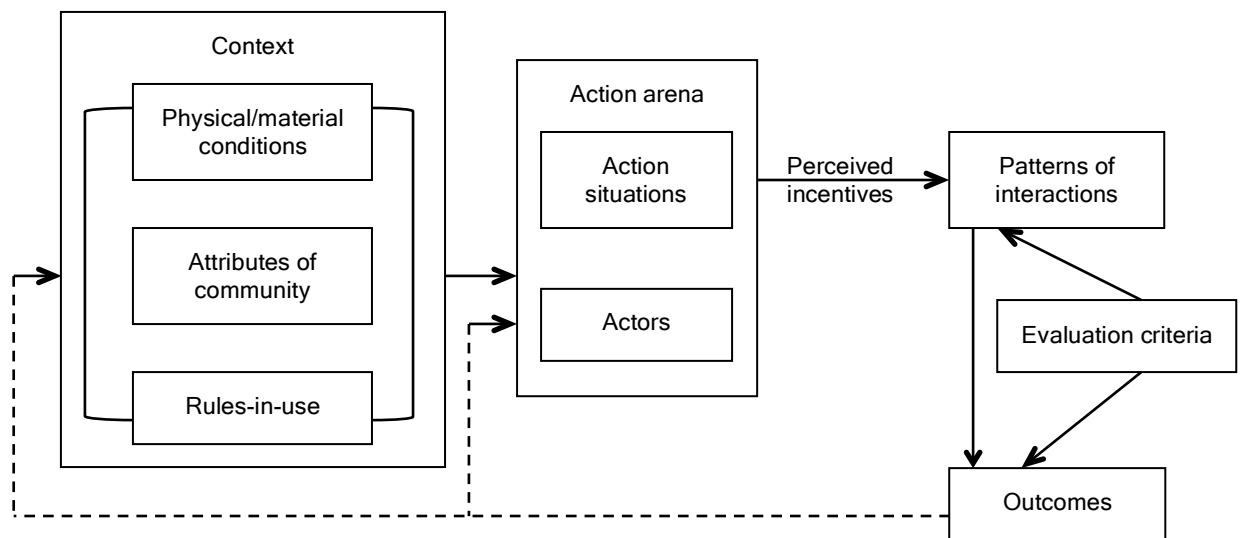 Context
Physical/material
conditions
Attributes of
community
Rules-in-use
Action arena
Action
situations
Actors
Perceived
incentives
Patterns of
interactions
Evaluation criteria
Outcomes